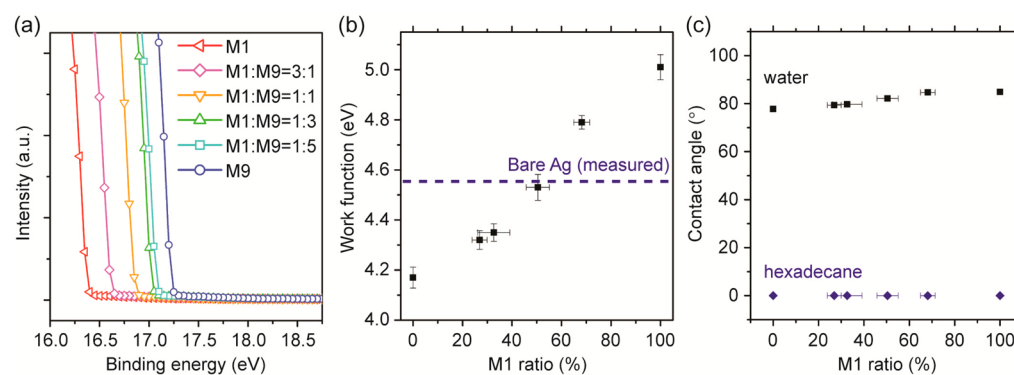 (a)
Intensity (a.u.)
M1
M1:M9=3:1
M1:M9=1:1
M1:M9=1:3
M1:M9=1:5
M9
16.0 16.5 17.0 17.5 18.0 18.5
Binding energy (eV)
(b)
Work function (eV)
5.0
4.8
4.6
4.4
4.2
4.0
Bare Ag (measured)
0 20 40 60 80 100
M1 ratio (%)
(c)
Contact angle (°)
100
80
60
40
20
0
water
hexadecane
0 20 40 60 80 100
M1 ratio (%)